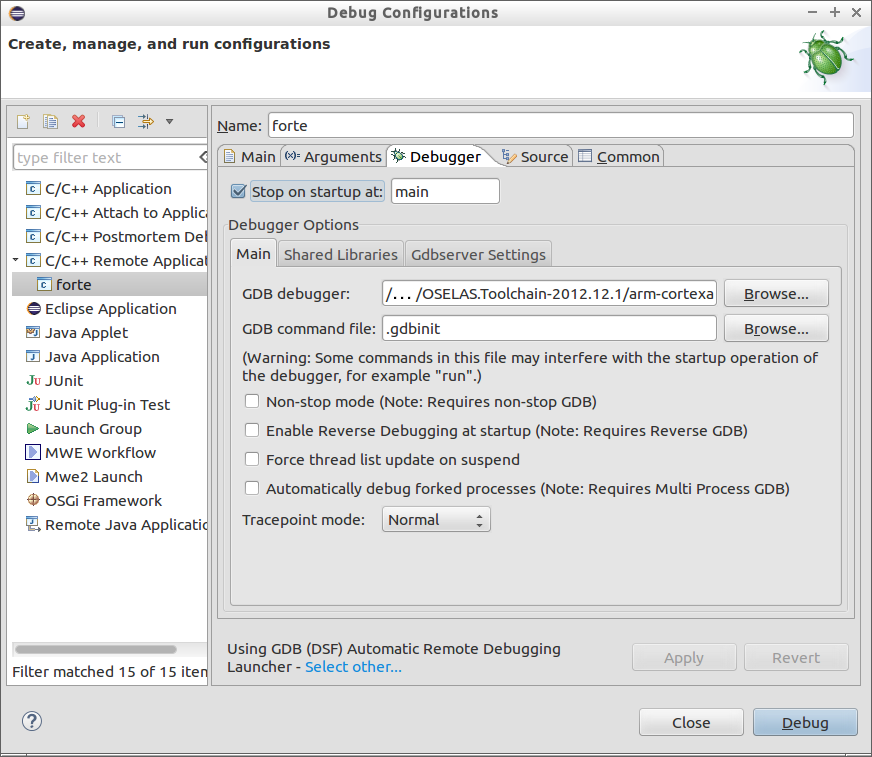 Debug Configurations
Create, manage, and run configurations
type filter text
C/C++ Application
C/C++ Attach to Applica
C/C++ Postmortem Del
C/C++ Remote Applicat
forte
Eclipse Application
Java Applet
Java Application
JUnit
JUnit Plug-in Test
Launch Group
MWE Workflow
Mwe2 Launch
OSGi Framework
Remote Java Applicatio
Filter matched 15 of 15 iten
Name: forte
Main (x)= Arguments Debugger Source Common
Stop on startup at: main
Debugger Options
Main Shared Libraries Gdbserver Settings
GDB debugger: /... /OSELAS.Toolchain-2012.12.1/arm-cortexa Browse...
GDB command file: .gdbinit Browse...
(Warning: Some commands in this file may interfere with the startup operation of
the debugger, for example "run".)
Non-stop mode (Note: Requires non-stop GDB)
Enable Reverse Debugging at startup (Note: Requires Reverse GDB)
Force thread list update on suspend
Automatically debug forked processes (Note: Requires Multi Process GDB)
Tracepoint mode: Normal
Using GDB (DSF) Automatic Remote Debugging
Launcher - Select other...
Apply Revert
Close Debug